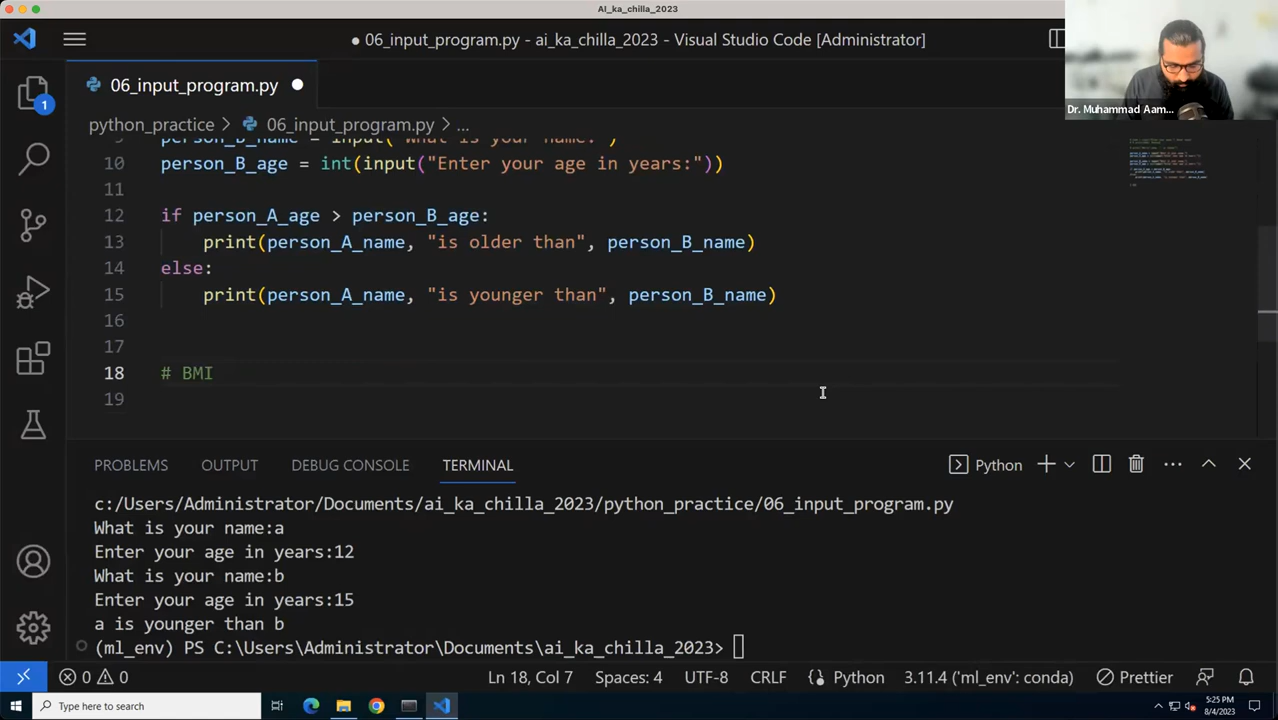 AI_ka_chilla_2023
● 06_input_program.py - ai_ka_chilla_2023 - Visual Studio Code [Administrator]
Dr. Muhammad Aam...
1
06_input_program.py
python_practice > 06_input_program.py > ...
9 person_B_name = input("What is your name:")
10 person_B_age = int(input("Enter your age in years:"))
11
12 if person_A_age > person_B_age:
13 print(person_A_name, "is older than", person_B_name)
14 else:
15 print(person_A_name, "is younger than", person_B_name)
16
17
18 # BMI
19
PROBLEMS OUTPUT DEBUG CONSOLE TERMINAL Python
c:/Users/Administrator/Documents/ai_ka_chilla_2023/python_practice/06_input_program.py
What is your name:a
Enter your age in years:12
What is your name:b
Enter your age in years:15
a is younger than b
(ml_env) PS C:\Users\Administrator\Documents\ai_ka_chilla_2023>
0 0 Ln 18, Col 7 Spaces: 4 UTF-8 CRLF Python 3.11.4 ('ml_env': conda) Prettier
Type here to search
5:25 PM
8/4/2023